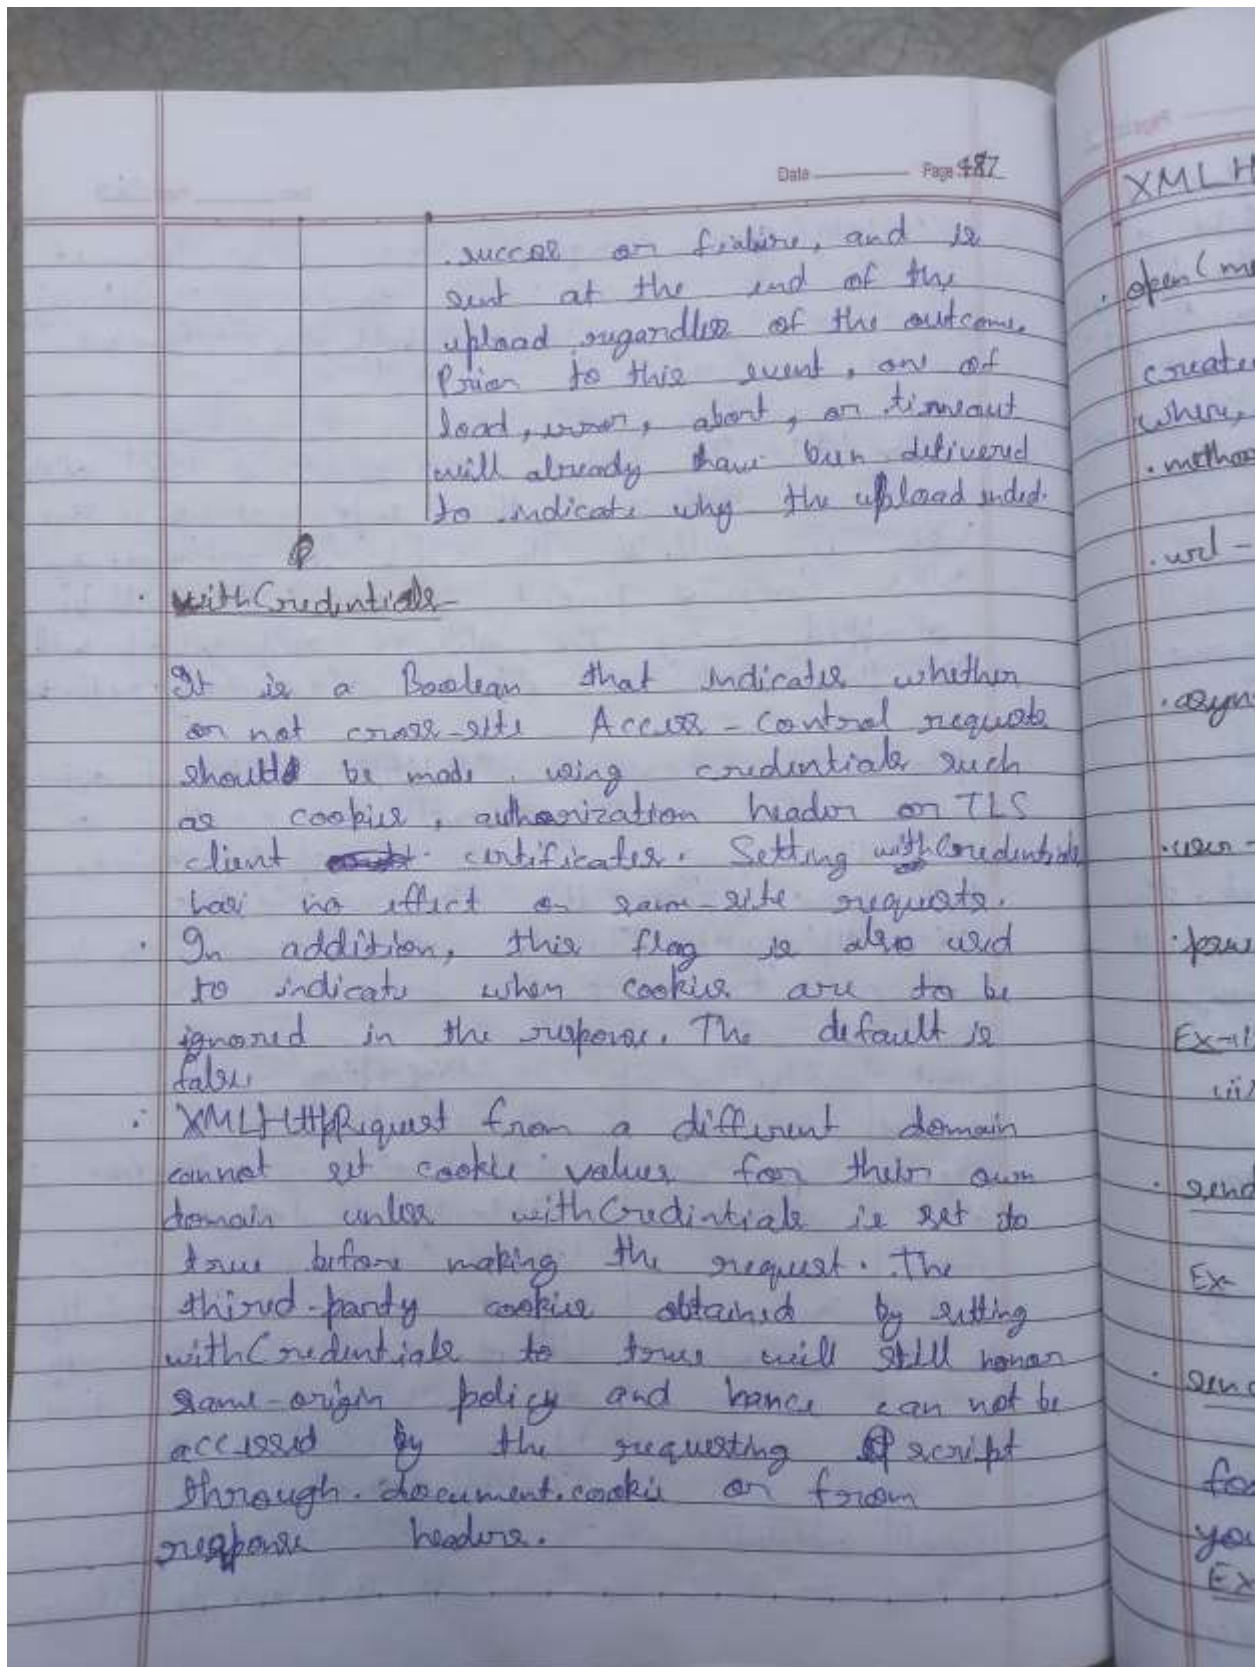 Date Page 487
succes or failure, and is
sent at the end of the
upload regardless of the outcome.
Prior to this event, one of
load, error, abort, or timeout
will already have been delivered
to indicate why the upload ended.
· withCredentials-
It is a Boolean that indicates whether
or not cross-site Access-Control requests
should be made using credentials such
as cookies, authorization header or TLS
client certificates. Setting withCredentials
has no effect on same-site requests.
· In addition, this flag is also used
to indicate when cookies are to be
ignored in the response. The default is
false.
· XMLHttpRequest from a different domain
cannot set cookie values for their own
domain unless withCredintials is set to
true before making the request. The
third-party cookies obtained by setting
withCredentials to true will still honor
same-origin policy and hance can not be
accessed by the requesting script
through document.cookie or from
response headers.
XMLH
· open(me
create
where,
· method
· url -
· asyn
· user -
Ex-
· send
Ex-
· send
fo
you
Ex